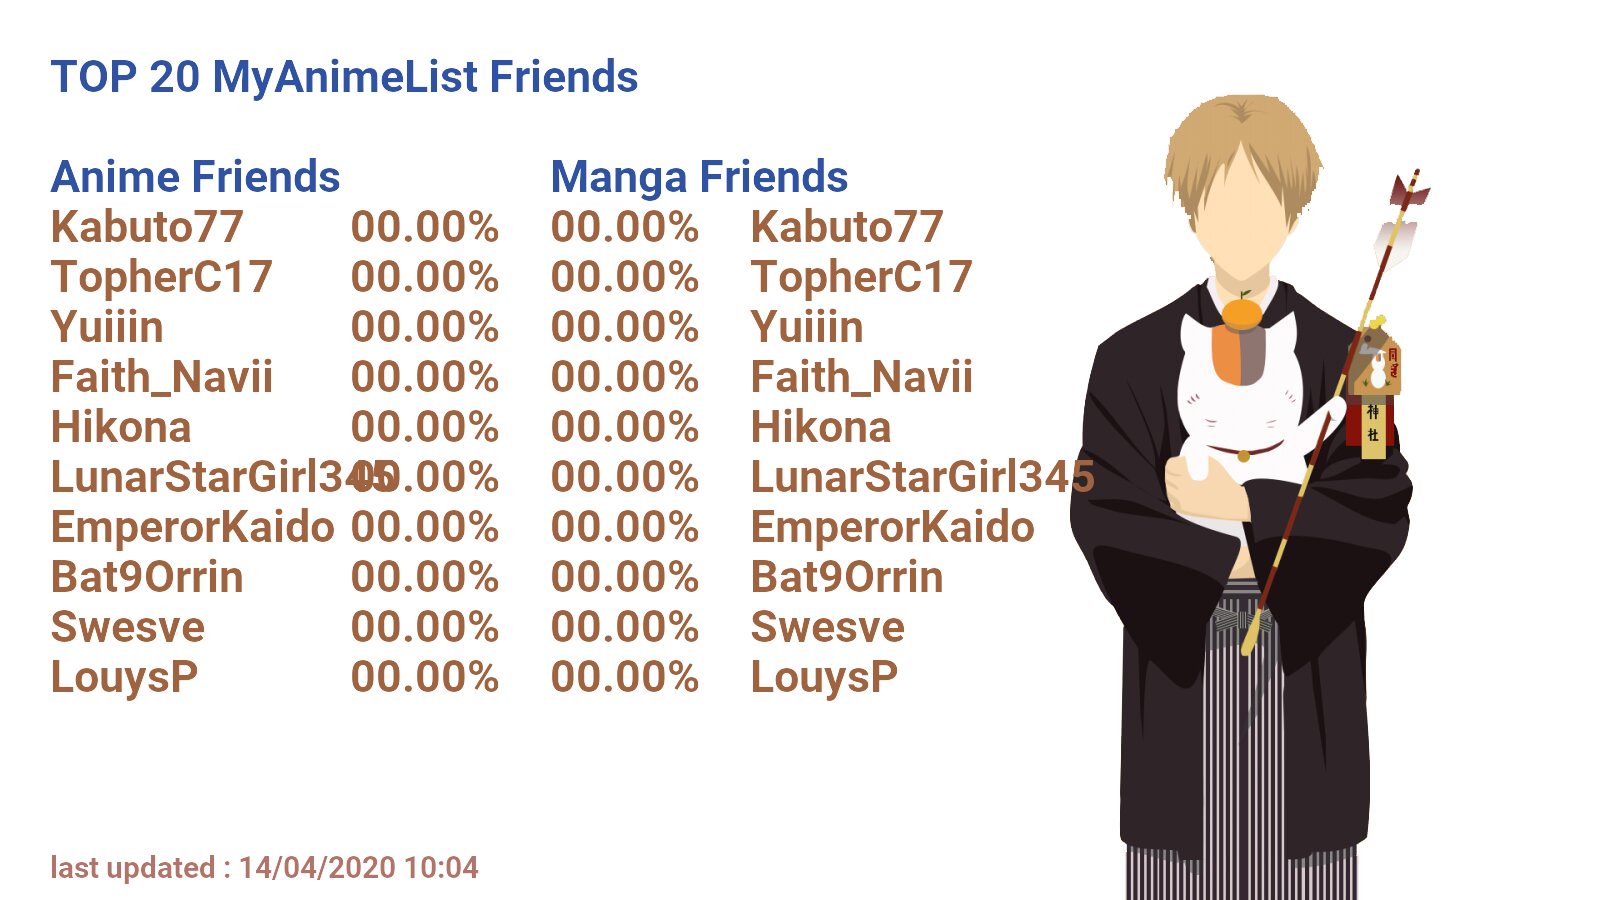 TOP 20 MyAnimeList Friends
Anime Friends Manga Friends
Kabuto77 00.00% 00.00% Kabuto77
TopherC17 00.00% 00.00% TopherC17
Yuiiin 00.00% 00.00% Yuiiin
Faith_Navii 00.00% 00.00% Faith_Navii
Hikona 00.00% 00.00% Hikona
LunarStarGirl345 00.00% 00.00% LunarStarGirl345
EmperorKaido 00.00% 00.00% EmperorKaido
Bat9Orrin 00.00% 00.00% Bat9Orrin
Swesve 00.00% 00.00% Swesve
LouysP 00.00% 00.00% LouysP
神社
last updated : 14/04/2020 10:04